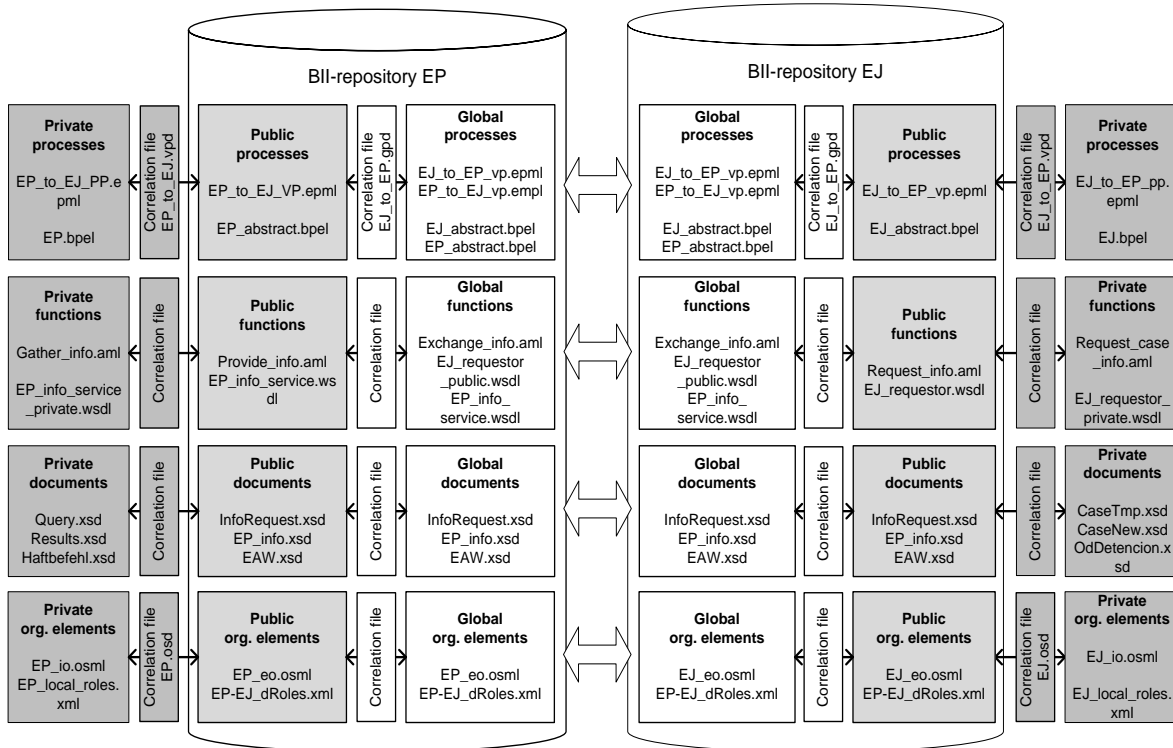 BII-repository EP
BII-repository EJ
Private
processes
EP_to_EJ_PP.e
pml
EP.bpel
Correlation file
EP_to_EJ.vpd
Public
processes
EP_to_EJ_VP.epml
EP_abstract.bpel
Correlation file
EJ_to_EP.gpd
Global
processes
EJ_to_EP_vp.epml
EP_to_EJ_vp.empl
EJ_abstract.bpel
EP_abstract.bpel
Global
processes
EJ_to_EP_vp.epml
EP_to_EJ_vp.epml
EJ_abstract.bpel
EP_abstract.bpel
Correlation file
EJ_to_EP.gpd
Public
processes
EJ_to_EP_vp.epml
EJ_abstract.bpel
Correlation file
EJ_to_EP.vpd
Private
processes
EJ_to_EP_pp.
epml
EJ.bpel
Private
functions
Gather_info.aml
EP_info_service
_private.wsdl
Correlation file
Public
functions
Provide_info.aml
EP_info_service.ws
dl
Correlation file
Global
functions
Exchange_info.aml
EJ_requestor
_public.wsdl
EP_info_
service.wsdl
Global
functions
Exchange_info.aml
EJ_requestor
_public.wsdl
EP_info_
service.wsdl
Correlation file
Public
functions
Request_info.aml
EJ_requestor.wsdl
Correlation file
Private
functions
Request_case
_info.aml
EJ_requestor_
private.wsdl
Private
documents
Query.xsd
Results.xsd
Haftbefehl.xsd
Correlation file
Public
documents
InfoRequest.xsd
EP_info.xsd
EAW.xsd
Correlation file
Global
documents
InfoRequest.xsd
EP_info.xsd
EAW.xsd
Global
documents
InfoRequest.xsd
EP_info.xsd
EAW.xsd
Correlation file
Public
documents
InfoRequest.xsd
EP_info.xsd
EAW.xsd
Correlation file
Private
documents
CaseTmp.xsd
CaseNew.xsd
OdDetencion.x
sd
Private
org. elements
EP_io.osml
EP_local_roles.
xml
Correlation file
EP.osd
Public
org. elements
EP_eo.osml
EP-EJ_dRoles.xml
Correlation file
Global
org. elements
EP_eo.osml
EP-EJ_dRoles.xml
Global
org. elements
EJ_eo.osml
EP-EJ_dRoles.xml
Correlation file
Public
org. elements
EJ_eo.osml
EP-EJ_dRoles.xml
Correlation file
EJ.osd
Private
org. elements
EJ_io.osml
EJ_local_roles.
xml